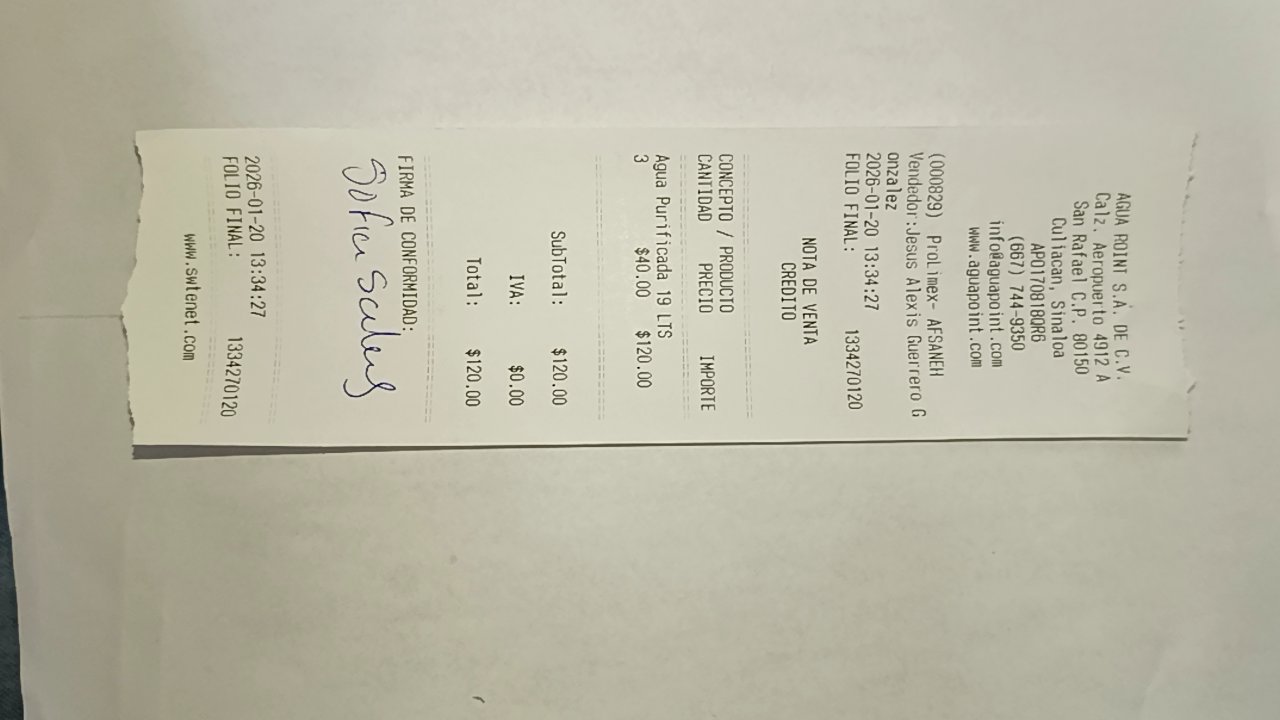 AGUA POINT S.A. DE C.V.
Calz. Aeropuerto 4912 A
San Rafael C.P. 80150
Culiacan, Sinaloa
APO170818QR6
(667) 744-9350
info@aguapoint.com
www.aguapoint.com
(000829) ProLimex- AFSANEH
Vendedor:Jesus Alexis Guerrero G
onzalez
2026-01-20 13:34:27
FOLIO FINAL: 1334270120
NOTA DE VENTA
CREDITO
CONCEPTO / PRODUCTO
CANTIDAD PRECIO IMPORTE
Agua Purificada 19 LTS
3 $40.00 $120.00
SubTotal: $120.00
IVA: $0.00
Total: $120.00
FIRMA DE CONFORMIDAD:
Sofia
2026-01-20 13:34:27
FOLIO FINAL: 1334270120
www.swtenet.com